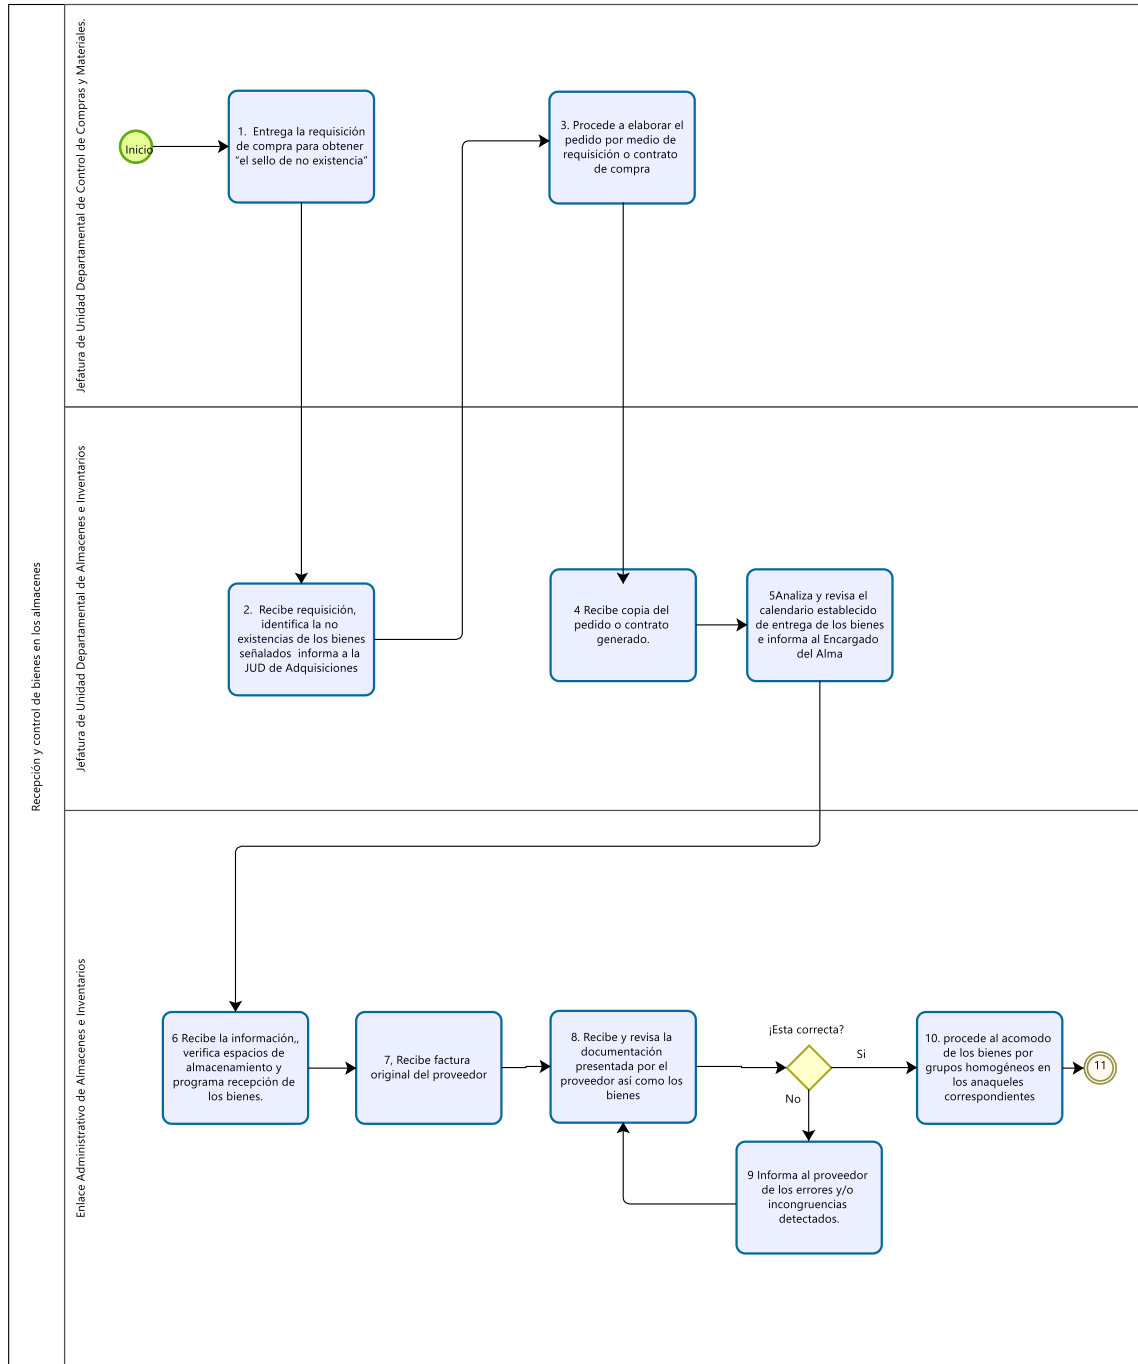 Recepción y control de bienes en los almacenes
Jefatura de Unidad Departamental de Control de Compras y Materiales.
Inicio
1.  Entrega la requisición
de compra para obtener
“el sello de no existencia”
3. Procede a elaborar el
pedido por medio de
requisición o contrato
de compra
Jefatura de Unidad Departamental de Almacenes e Inventarios
2.  Recibe requisición,
identifica la no
existencias de los bienes
señalados  informa a la
JUD de Adquisiciones
4 Recibe copia del
pedido o contrato
generado.
5Analiza y revisa el
calendario establecido
de entrega de los bienes
e informa al Encargado
del Alma
Enlace Administrativo de Almacenes e Inventarios
6 Recibe la información,,
verifica espacios de
almacenamiento y
programa recepción de
los bienes.
7, Recibe factura
original del proveedor
8. Recibe y revisa la
documentación
presentada por el
proveedor así como los
bienes
¡Esta correcta?
Si
No
9 Informa al proveedor
de los errores y/o
incongruencias
detectados.
10. procede al acomodo
de los bienes por
grupos homogéneos en
los anaqueles
correspondientes
11